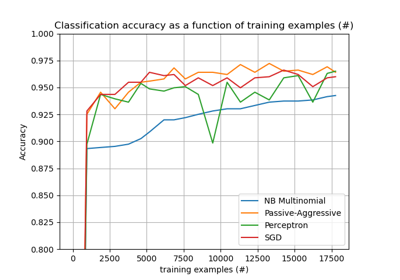 Classification accuracy as a function of training examples (#)
1.000
0.975
0.950
0.925
0.900
0.875
0.850
0.825
0.800
Accuracy
NB Multinomial
Passive-Aggressive
Perceptron
SGD
0 2500 5000 7500 10000 12500 15000 17500
training examples (#)